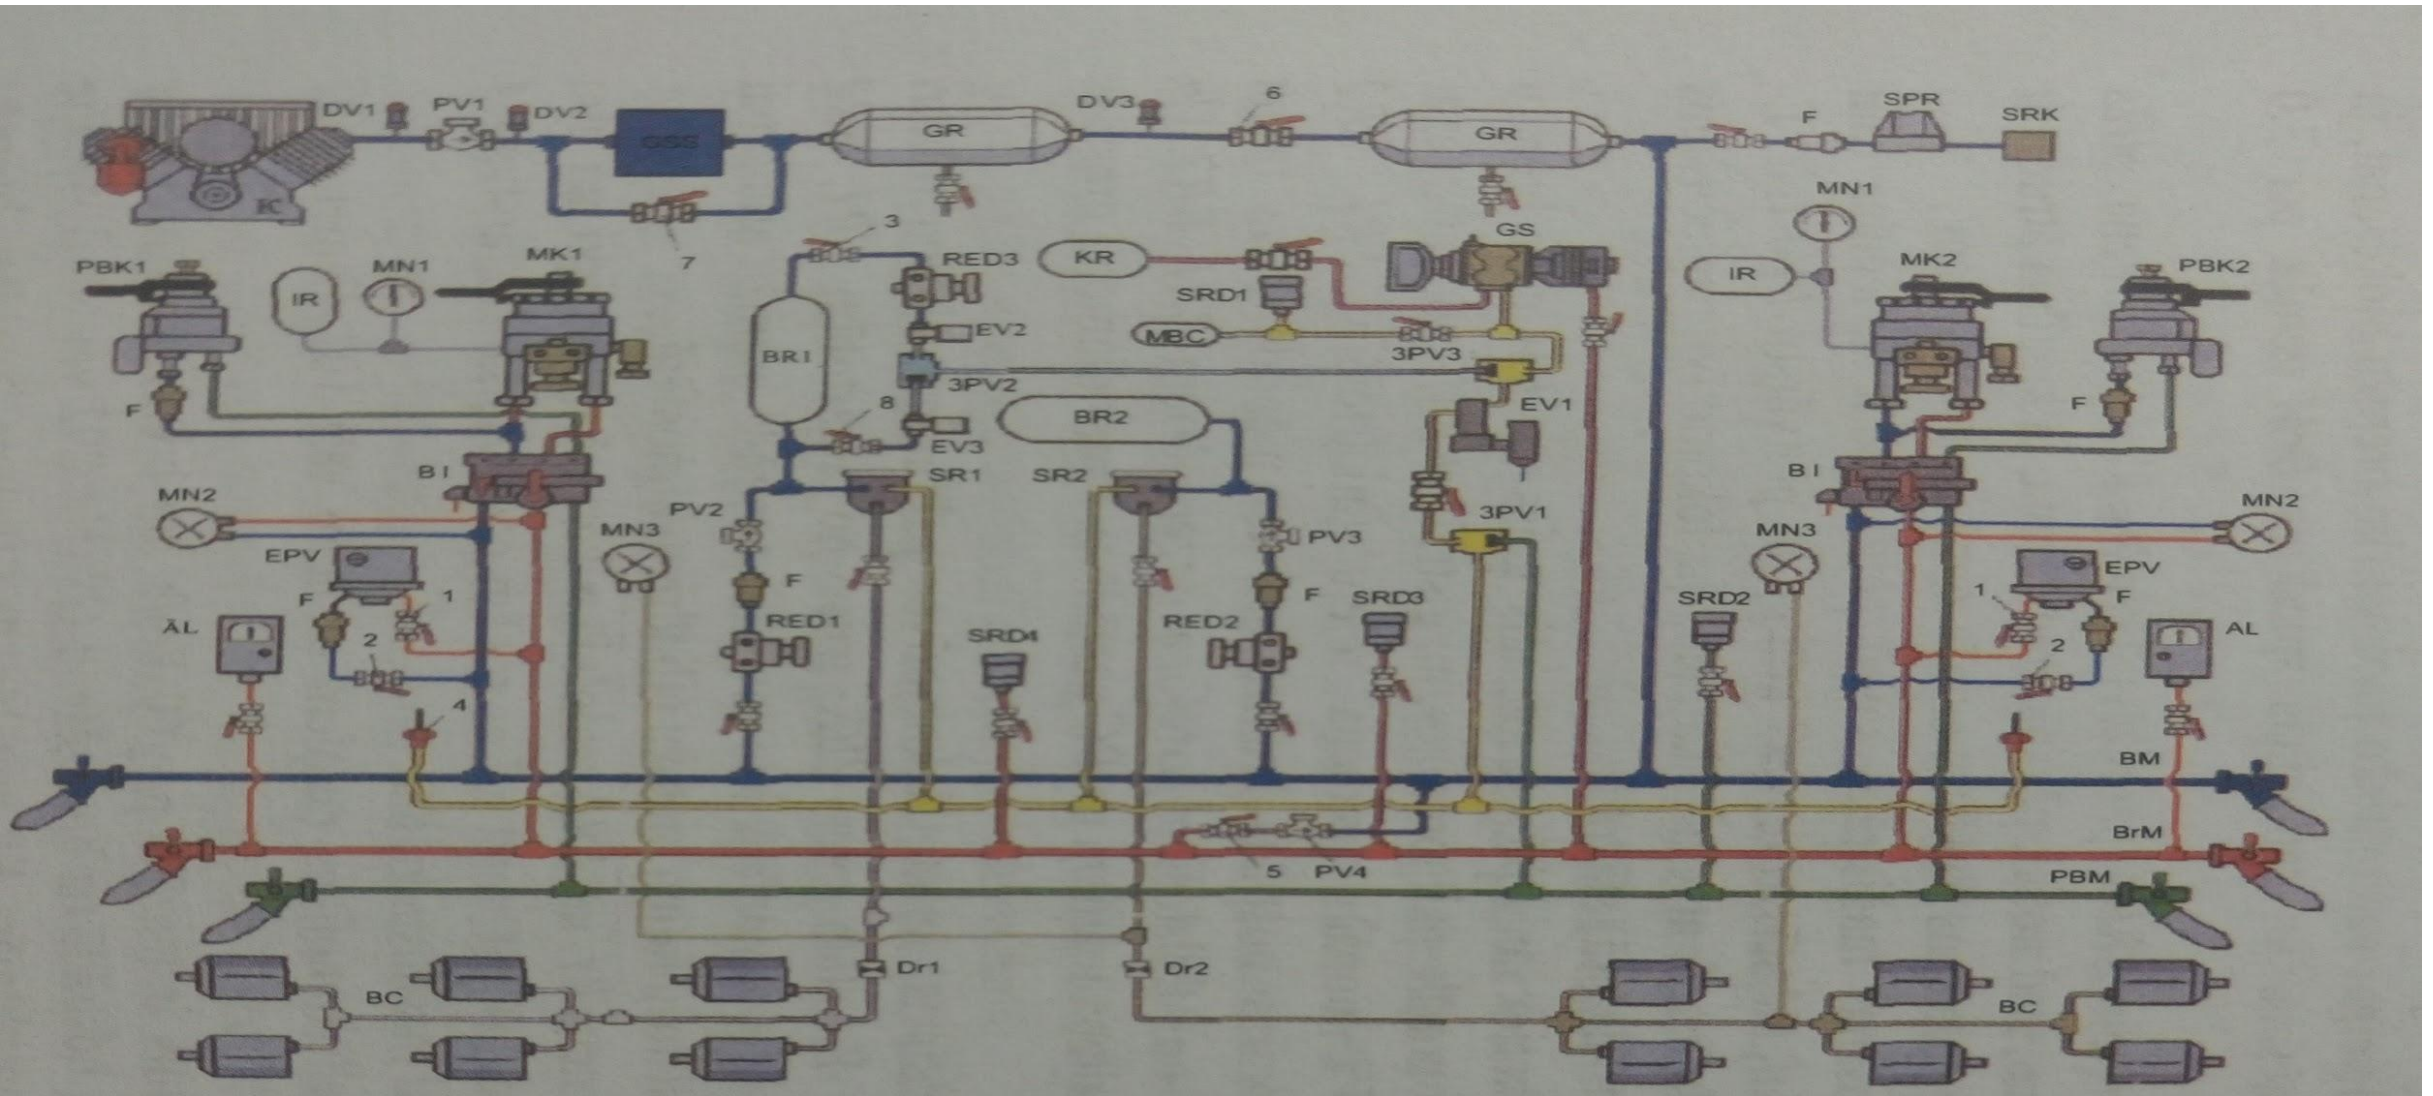 DV1 PV1 DV2 DV3 6 F SPR SRK
GSS GR GR
MN1
3 GS
7
PBK1 MN1 MK1 RED3 KR MK2 PBK2
IR SRD1 IR
EV2 MBC
BR1 3PV2 3PV3
F 8 BR2 EV1 F
EV3
BI SR1 SR2 BI
MN2 PV2 MN3 3PV1 MN3 MN2
PV3
EPV EPV
F 1 F F SRD3 SRD2 1 F
ÄL 2 RED1 SRD4 RED2 2 AL
4
BM
BrM
5 PV4 PBM
Dr1 Dr2
BC BC